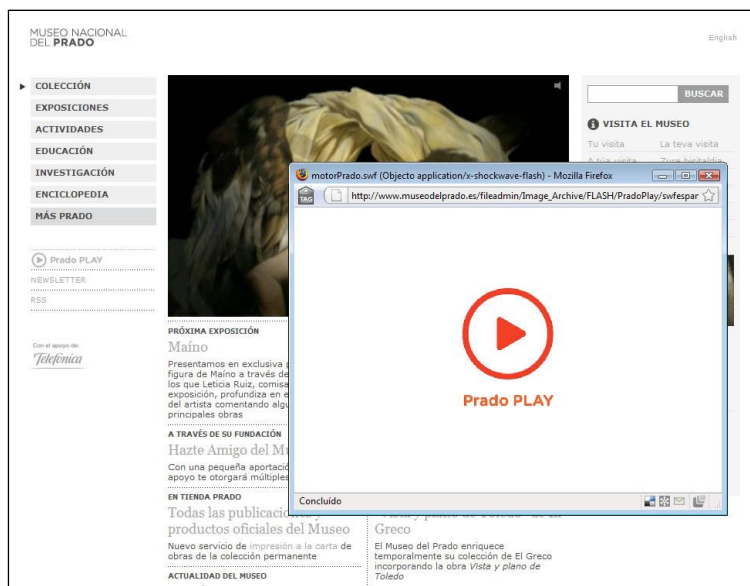 MUSEO NACIONAL
DEL PRADO
English
COLECCIÓN
EXPOSICIONES
ACTIVIDADES
EDUCACIÓN
INVESTIGACIÓN
ENCICLOPEDIA
MÁS PRADO
Prado PLAY
NEWSLETTER
RSS
Con el apoyo de:
Telefónica
BUSCAR
VISITA EL MUSEO
Tu visita
La teva visita
motorPrado.swf (Objecto application/x-shockwave-flash) - Mozilla Firefox
TAG
http://www.museodelprado.es/fileadmin/Image_Archive/FLASH/PradoPlay/swfespar
Prado PLAY
Concluído
PRÓXIMA EXPOSICIÓN
Maíno
Presentamos en exclusiva
figura de Maíno a través de
los que Leticia Ruiz, comisa
exposición, profundiza en e
del artista comentando algu
principales obras
A TRAVÉS DE SU FUNDACIÓN
Hazte Amigo del Mu
Con una pequeña aportació
apoyo te otorgará múltiples
EN TIENDA PRADO
Todas las publicaciones y
productos oficiales del Museo
Nuevo servicio de impresión a la carta de
obras de la colección permanente
ACTUALIDAD DEL MUSEO
Greco
El Museo del Prado enriquece
temporalmente su colección de El Greco
incorporando la obra Vista y plano de
Toledo